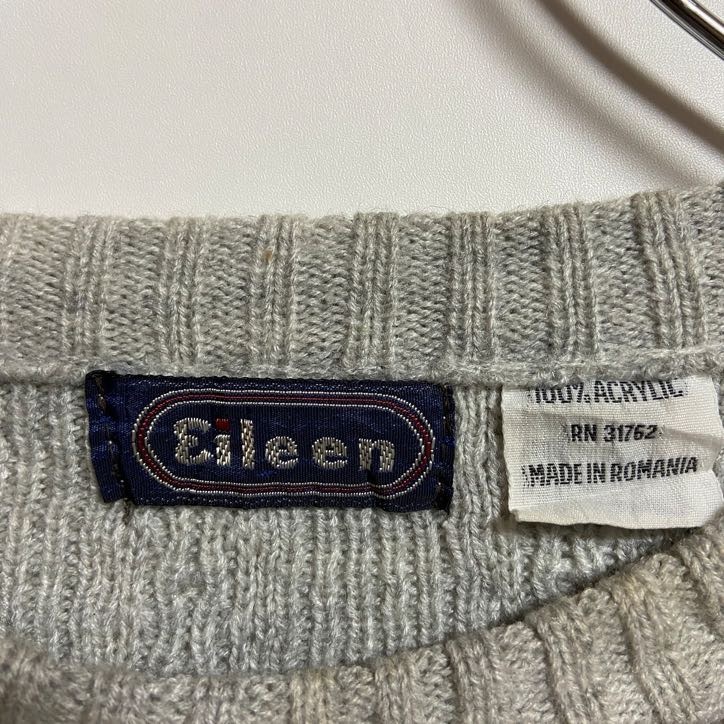 Eileen
100% ACRYLIC
RN 31762
MADE IN ROMANIA